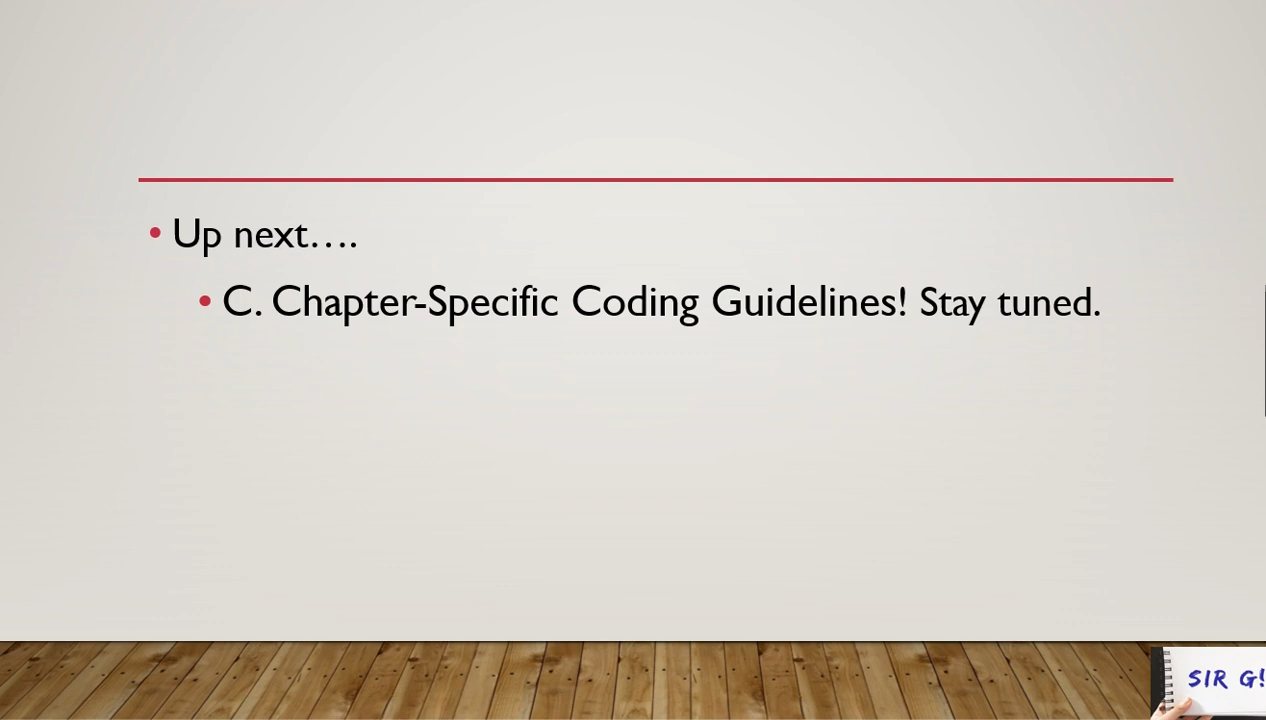 Up next….
C. Chapter-Specific Coding Guidelines! Stay tuned.
SIR G!